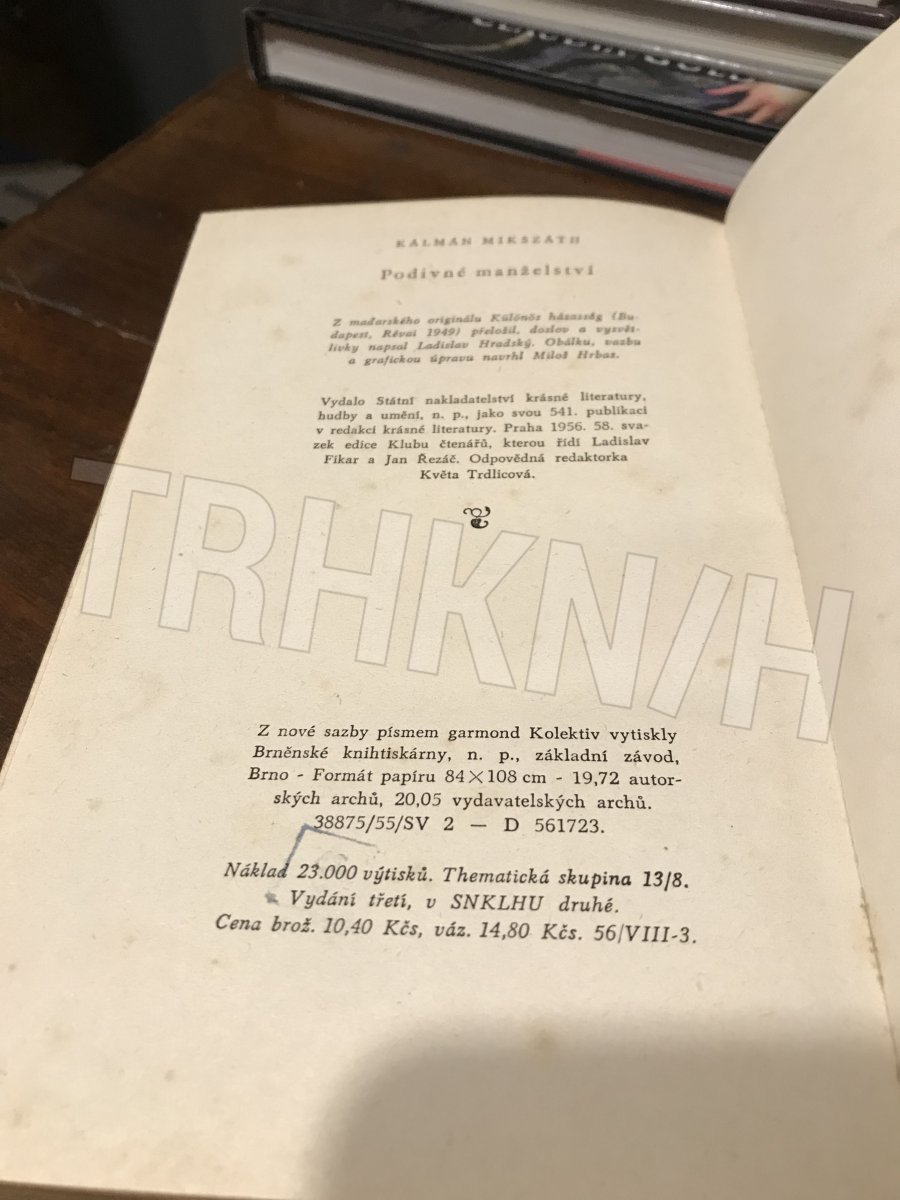 KÁLMÁN MIKSZÁTH
Podivné manželství
Z maďarského originálu Különös házasság (Bu-
dapest, Révai 1949) přeložil, doslov a vysvět-
livky napsal Ladislav Hradský. Obálku, vazbu
a grafickou úpravu navrhl Miloš Hrbas.
Vydalo Státní nakladatelství krásné literatury,
hudby a umění, n. p., jako svou 541. publikaci
v redakci krásné literatury. Praha 1956. 58. sva-
zek edice Klubu čtenářů, kterou řídí Ladislav
Fikar a Jan Řezáč. Odpovědná redaktorka
Květa Trdlicová.
TRHKN/H
Z nové sazby písmem garmond Kolektiv vytiskly
Brněnské knihtiskárny, n. p., základní závod,
Brno - Formát papíru 84×108 cm - 19,72 autor-
ských archů, 20,05 vydavatelských archů.
38875/55/SV 2 — D 561723.
Náklad 23.000 výtisků. Thematická skupina 13/8.
Vydání třetí, v SNKLHU druhé.
Cena brož. 10,40 Kčs, váz. 14,80 Kčs. 56/VIII-3.